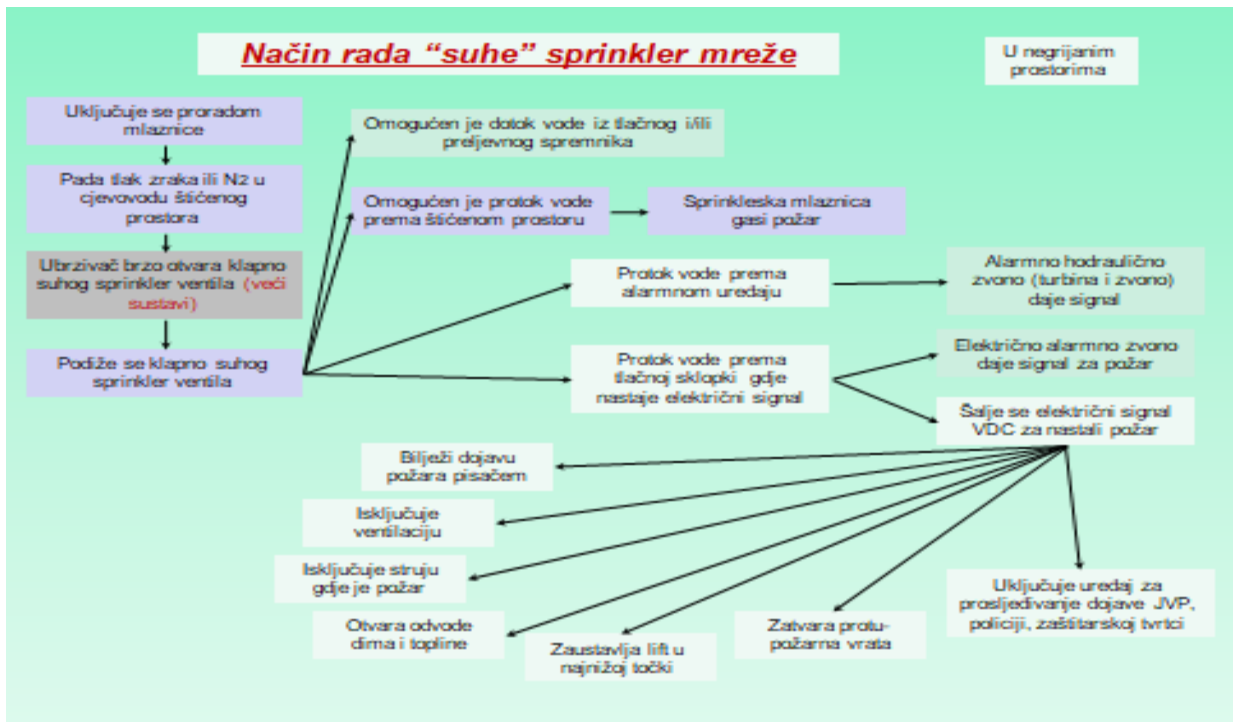 Način rada “suhe” sprinkler mreže
U negrijanim
prostorima
Uključuje se proradom
mlaznice
Omogućen je dotok vode iz tlačnog i/ili
preljevnog spremnika
Pada tlak zraka ili N2 u
cjevovodu štićenog
prostora
Omogućen je protok vode
prema štićenom prostoru
Sprinkleska mlaznica
gasi požar
Ubrzivač brzo otvara klapno
suhog sprinkler ventila (veći
sustavi)
Protok vode prema
alarmnom uređaju
Alarmno hodraulično
zvono (turbina i zvono)
daje signal
Podiže se klapno suhog
sprinkler ventila
Protok vode prema
tlačnoj sklopki gdje
nastaje električni signal
Električno alarmno zvono
daje signal za požar
Šalje se električni signal
VDC za nastali požar
Bilježi dojavu
požara pisačem
Isključuje
ventilaciju
Isključuje struju
gdje je požar
Otvara odvode
dima i topline
Zaustavlja lift u
najnižoj točki
Zatvara protu-
požarna vrata
Uključuje uređaj za
prosljeđivanje dojave JVP,
policiji, zaštitarskoj tvrtci